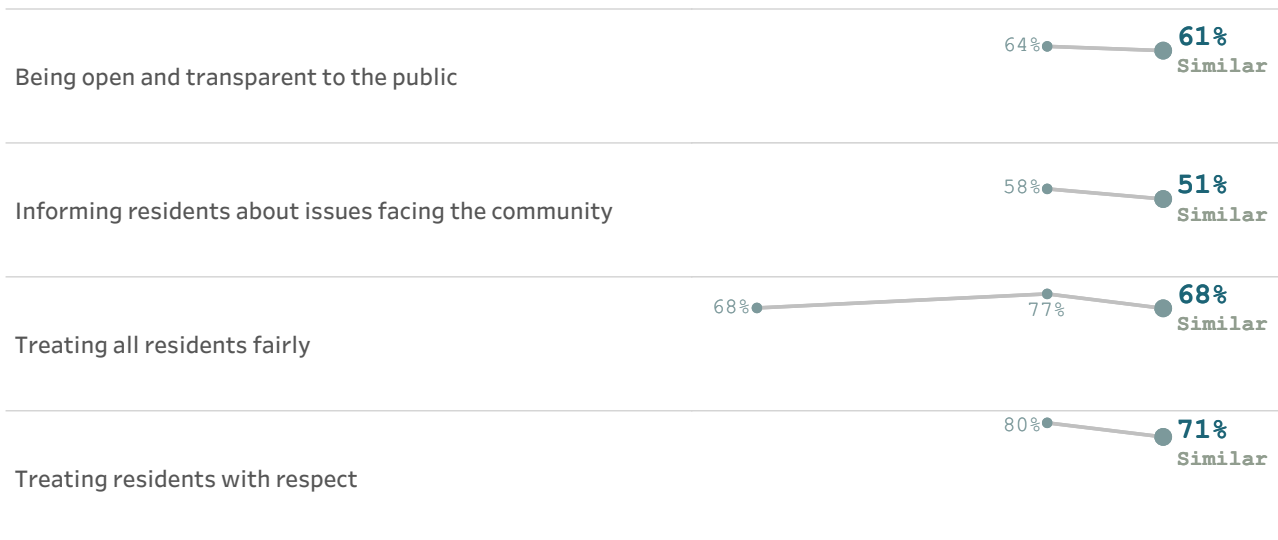 64%
61%
Similar
Being open and transparent to the public
58%
51%
Similar
Informing residents about issues facing the community
68%
77%
68%
Similar
Treating all residents fairly
80%
71%
Similar
Treating residents with respect